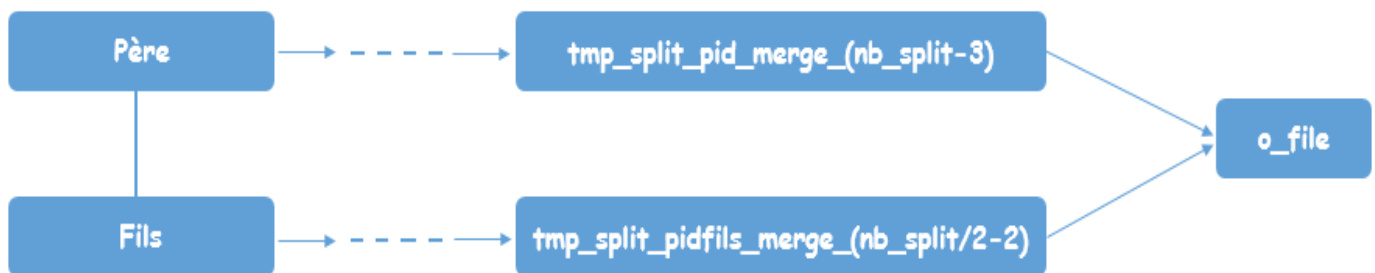 Père
tmp_split_pid_merge_(nb_split-3)
o_file
Fils
tmp_split_pidfils_merge_(nb_split/2-2)